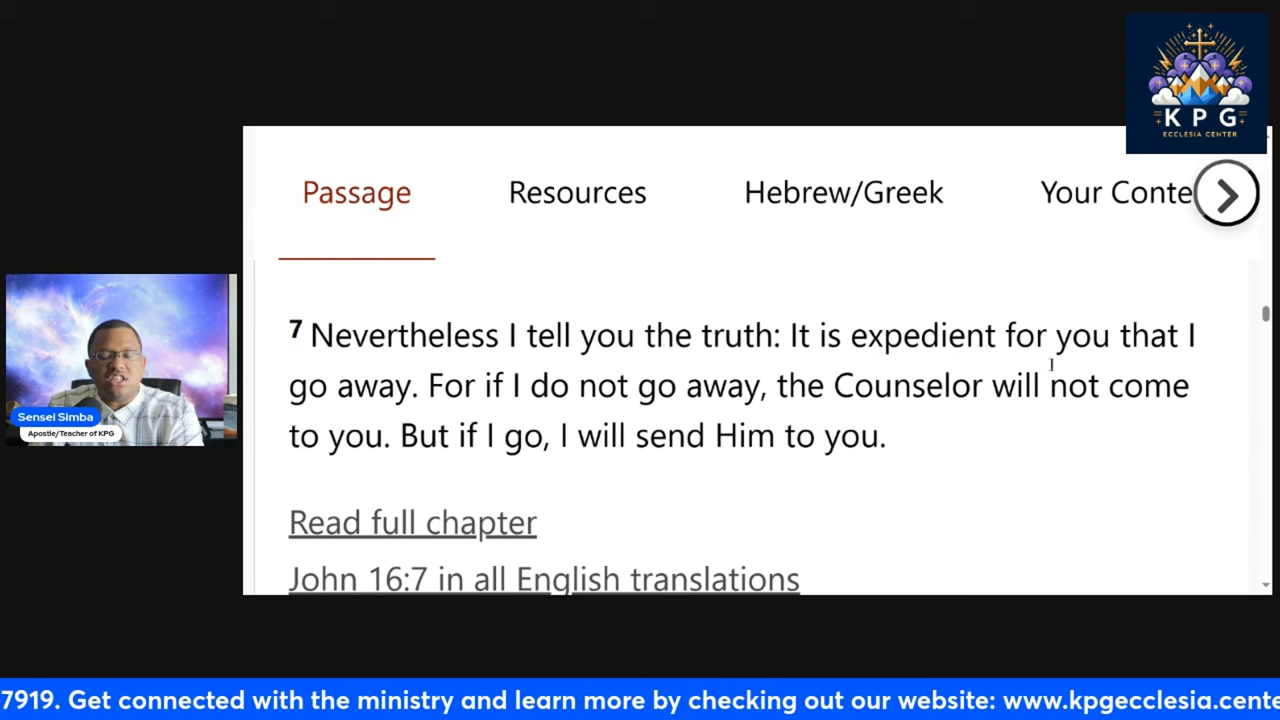 K P G
ECCLESIA CENTER
Passage
Resources
Hebrew/Greek
Your Conte
7 Nevertheless I tell you the truth: It is expedient for you that I
go away. For if I do not go away, the Counselor will not come
to you. But if I go, I will send Him to you.
Read full chapter
John 16:7 in all English translations
Sensei Simba
Apostle/Teacher of KPG
7919. Get connected with the ministry and learn more by checking out our website: www.kpgecclesia.cente